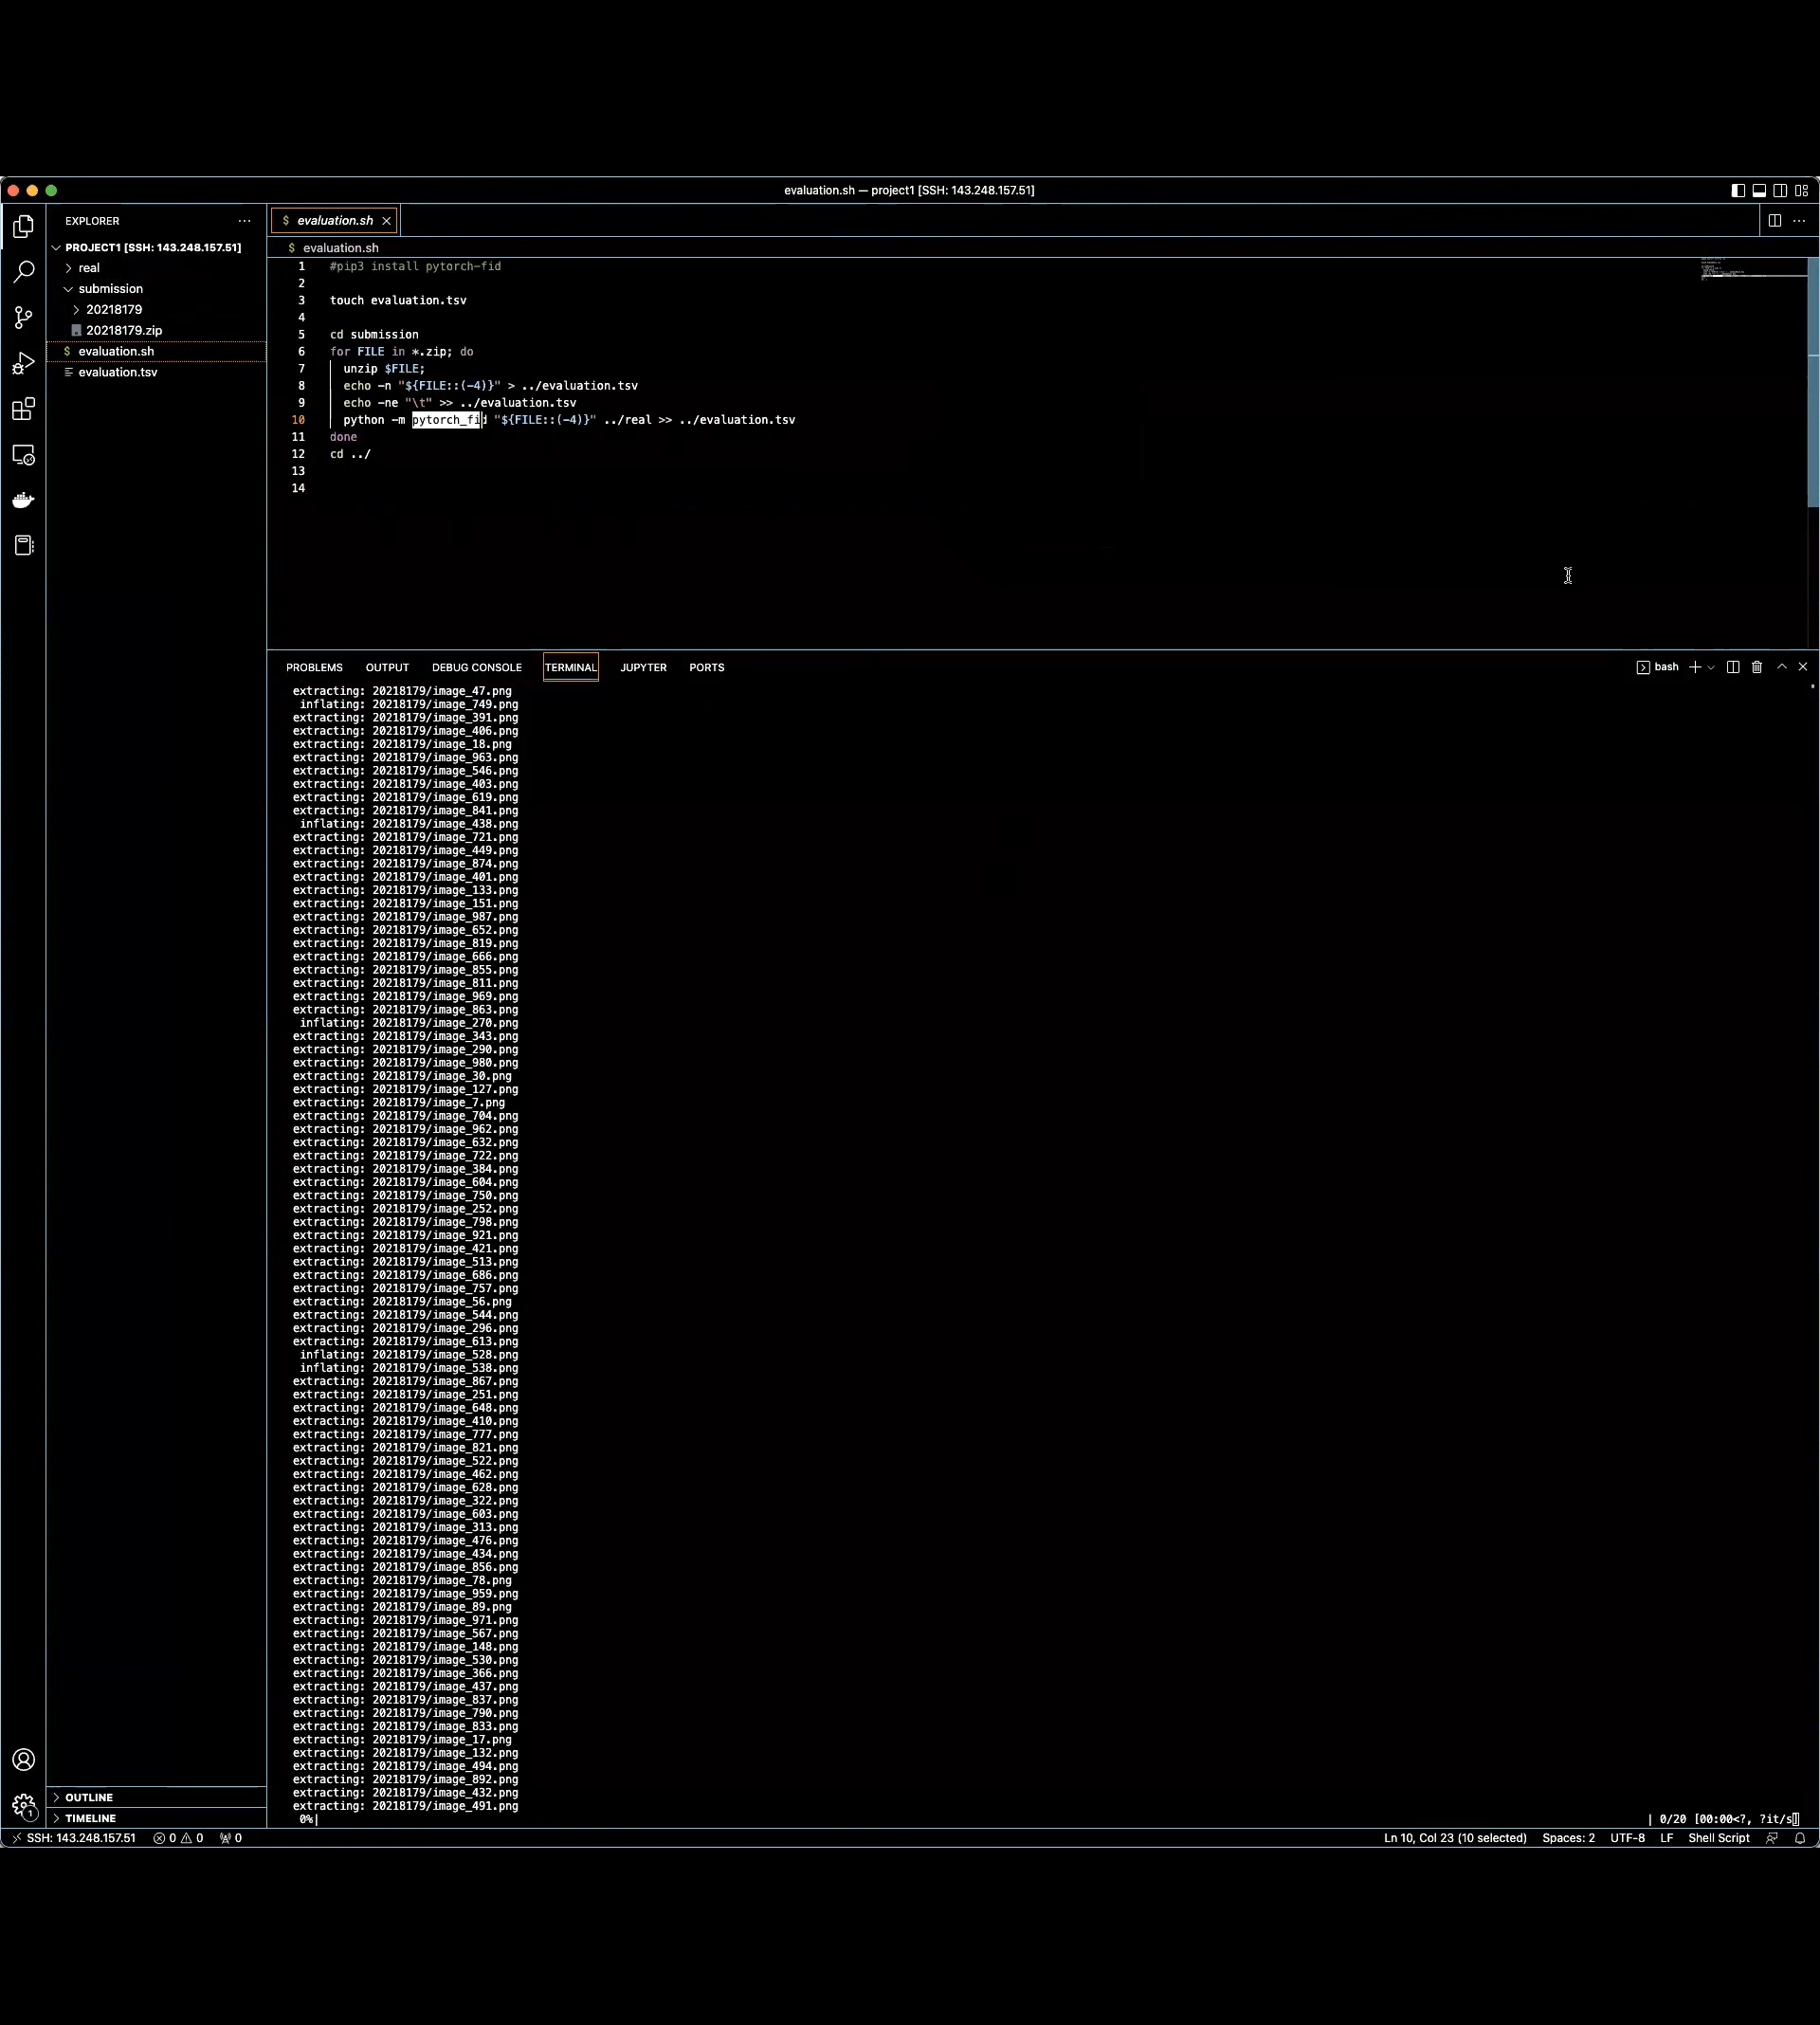 evaluation.sh — project1 [SSH: 143.248.157.51]
EXPLORER
PROJECT1 [SSH: 143.248.157.51]
real
submission
20218179
20218179.zip
$ evaluation.sh
evaluation.tsv
$ evaluation.sh
$ evaluation.sh
1 #pip3 install pytorch-fid
2
3 touch evaluation.tsv
4
5 cd submission
6 for FILE in *.zip; do
7 unzip $FILE;
8 echo -n "${FILE::(-4)}" > ../evaluation.tsv
9 echo -ne "\t" >> ../evaluation.tsv
10 python -m pytorch_fid "${FILE::(-4)}" ../real >> ../evaluation.tsv
11 done
12 cd ../
13
14
PROBLEMS OUTPUT DEBUG CONSOLE TERMINAL JUPYTER PORTS
bash
extracting: 20218179/image_47.png
inflating: 20218179/image_749.png
extracting: 20218179/image_391.png
extracting: 20218179/image_406.png
extracting: 20218179/image_18.png
extracting: 20218179/image_963.png
extracting: 20218179/image_546.png
extracting: 20218179/image_403.png
extracting: 20218179/image_619.png
extracting: 20218179/image_841.png
inflating: 20218179/image_438.png
extracting: 20218179/image_721.png
extracting: 20218179/image_449.png
extracting: 20218179/image_874.png
extracting: 20218179/image_401.png
extracting: 20218179/image_133.png
extracting: 20218179/image_151.png
extracting: 20218179/image_987.png
extracting: 20218179/image_652.png
extracting: 20218179/image_819.png
extracting: 20218179/image_666.png
extracting: 20218179/image_855.png
extracting: 20218179/image_811.png
extracting: 20218179/image_969.png
extracting: 20218179/image_863.png
inflating: 20218179/image_270.png
extracting: 20218179/image_343.png
extracting: 20218179/image_290.png
extracting: 20218179/image_980.png
extracting: 20218179/image_30.png
extracting: 20218179/image_127.png
extracting: 20218179/image_7.png
extracting: 20218179/image_704.png
extracting: 20218179/image_962.png
extracting: 20218179/image_632.png
extracting: 20218179/image_722.png
extracting: 20218179/image_384.png
extracting: 20218179/image_604.png
extracting: 20218179/image_750.png
extracting: 20218179/image_252.png
extracting: 20218179/image_798.png
extracting: 20218179/image_921.png
extracting: 20218179/image_421.png
extracting: 20218179/image_513.png
extracting: 20218179/image_686.png
extracting: 20218179/image_757.png
extracting: 20218179/image_56.png
extracting: 20218179/image_544.png
extracting: 20218179/image_296.png
extracting: 20218179/image_613.png
inflating: 20218179/image_528.png
inflating: 20218179/image_538.png
extracting: 20218179/image_867.png
extracting: 20218179/image_251.png
extracting: 20218179/image_648.png
extracting: 20218179/image_410.png
extracting: 20218179/image_777.png
extracting: 20218179/image_821.png
extracting: 20218179/image_522.png
extracting: 20218179/image_462.png
extracting: 20218179/image_628.png
extracting: 20218179/image_322.png
extracting: 20218179/image_603.png
extracting: 20218179/image_313.png
extracting: 20218179/image_476.png
extracting: 20218179/image_434.png
extracting: 20218179/image_856.png
extracting: 20218179/image_78.png
extracting: 20218179/image_959.png
extracting: 20218179/image_89.png
extracting: 20218179/image_971.png
extracting: 20218179/image_567.png
extracting: 20218179/image_148.png
extracting: 20218179/image_530.png
extracting: 20218179/image_366.png
extracting: 20218179/image_437.png
extracting: 20218179/image_837.png
extracting: 20218179/image_790.png
extracting: 20218179/image_833.png
extracting: 20218179/image_17.png
extracting: 20218179/image_132.png
extracting: 20218179/image_494.png
extracting: 20218179/image_892.png
extracting: 20218179/image_432.png
extracting: 20218179/image_491.png
0%| | 0/20 [00:00<?, ?it/s]
OUTLINE
TIMELINE
1
SSH: 143.248.157.51 0 0 0 Ln 10, Col 23 (10 selected) Spaces: 2 UTF-8 LF Shell Script